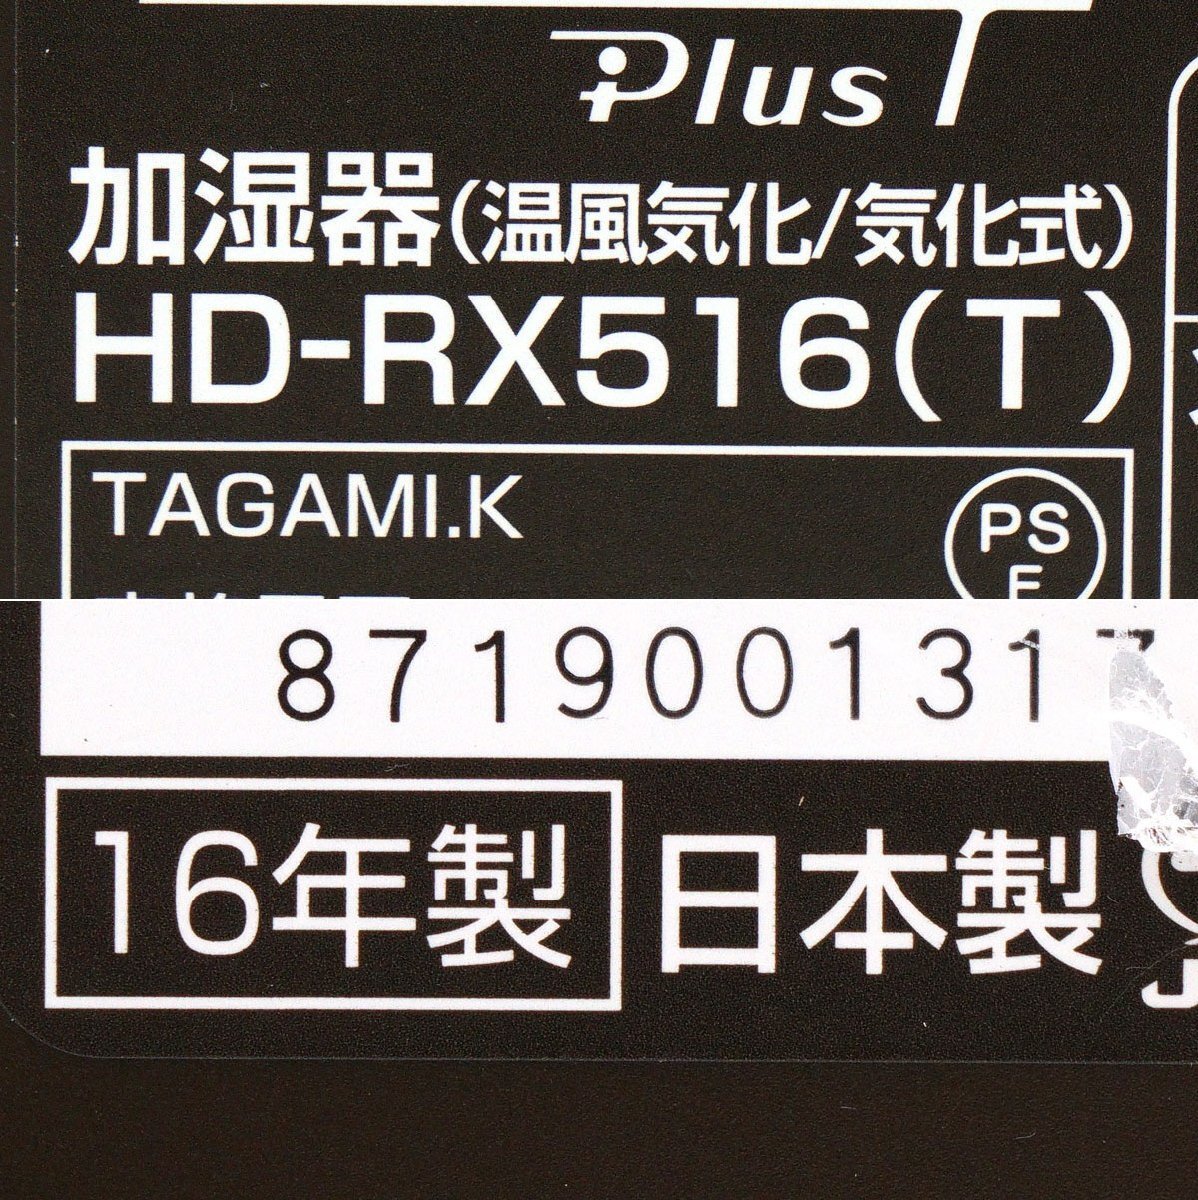 Plus
加湿器(温風気化/気化式)
HD-RX516(T)
TAGAMI.K
PS
E
871900131
16年製
日本製